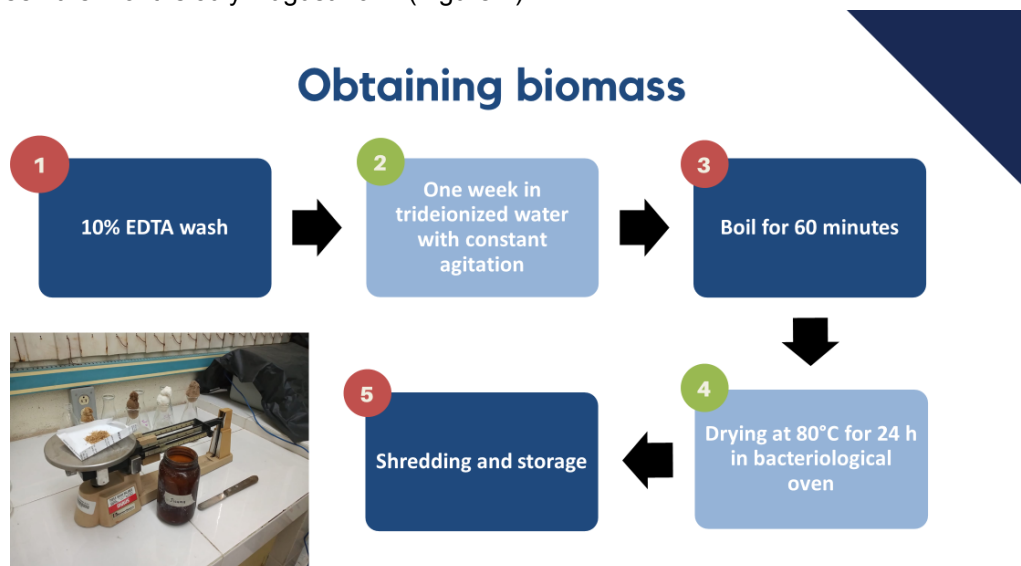 Obtaining biomass
1
10% EDTA wash
2
One week in
trideionized water
with constant
agitation
3
Boil for 60 minutes
4
Drying at 80°C for 24 h
in bacteriological
oven
5
Shredding and storage